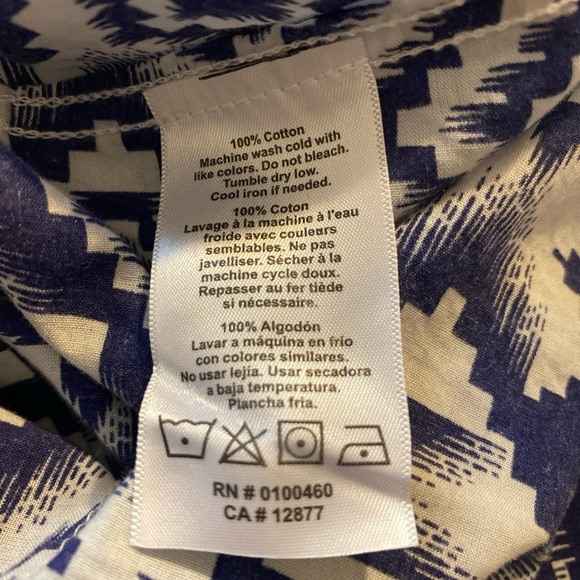 100% Cotton
Machine wash cold with
like colors. Do not bleach.
Tumble dry low.
Cool iron if needed.
100% Coton
Lavage à la machine à l'eau
froide avec couleurs
semblables. Ne pas
javelliser. Sécher à la
machine cycle doux.
Repasser au fer tiède
si nécessaire.
100% Algodón
Lavar a máquina en frío
con colores similares.
No usar lejía. Usar secadora
a baja temperatura.
Plancha fria.
RN # 0100460
CA # 12877